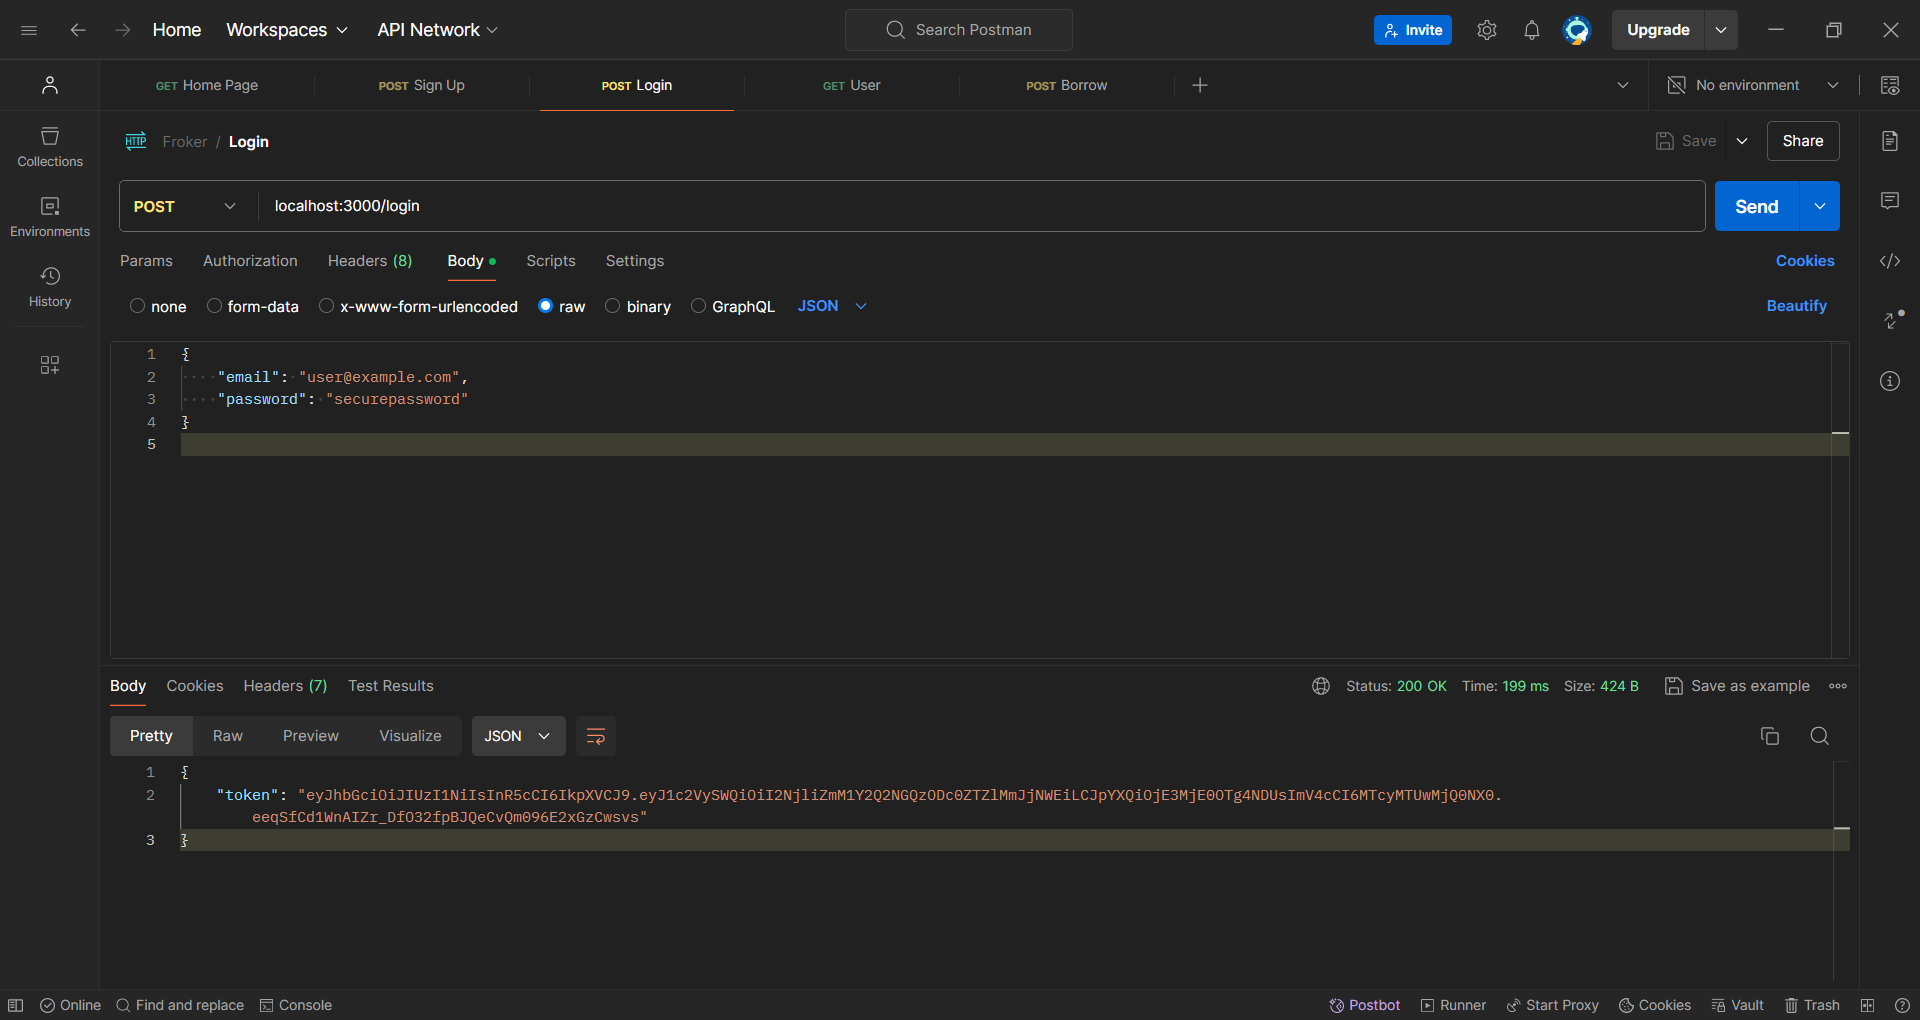 Home Workspaces API Network Search Postman Invite Upgrade
GET Home Page POST Sign Up POST Login GET User POST Borrow No environment
HTTP Froker / Login Save Share
Collections
POST localhost:3000/login Send
Environments
Params Authorization Headers (8) Body Scripts Settings Cookies
History
none form-data x-www-form-urlencoded raw binary GraphQL JSON Beautify
1 {
2 "email": "user@example.com",
3 "password": "securepassword"
4 }
5
Body Cookies Headers (7) Test Results Status: 200 OK Time: 199 ms Size: 424 B Save as example
Pretty Raw Preview Visualize JSON
1 {
2 "token": "eyJhbGciOiJIUzI1NiIsInR5cCI6IkpXVCJ9.eyJ1c2VySWQiOiI2NjliZmM1Y2Q2NGQzODc0ZTZlMmJjNWEiLCJpYXQiOjE3MjE0OTg4NDUsImV4cCI6MTcyMTUwMjQ0NX0.
eeqSfCd1WnAIZr_DfO32fpBJQeCvQm096E2xGzCwsvs"
3 }
Online Find and replace Console Postbot Runner Start Proxy Cookies Vault Trash